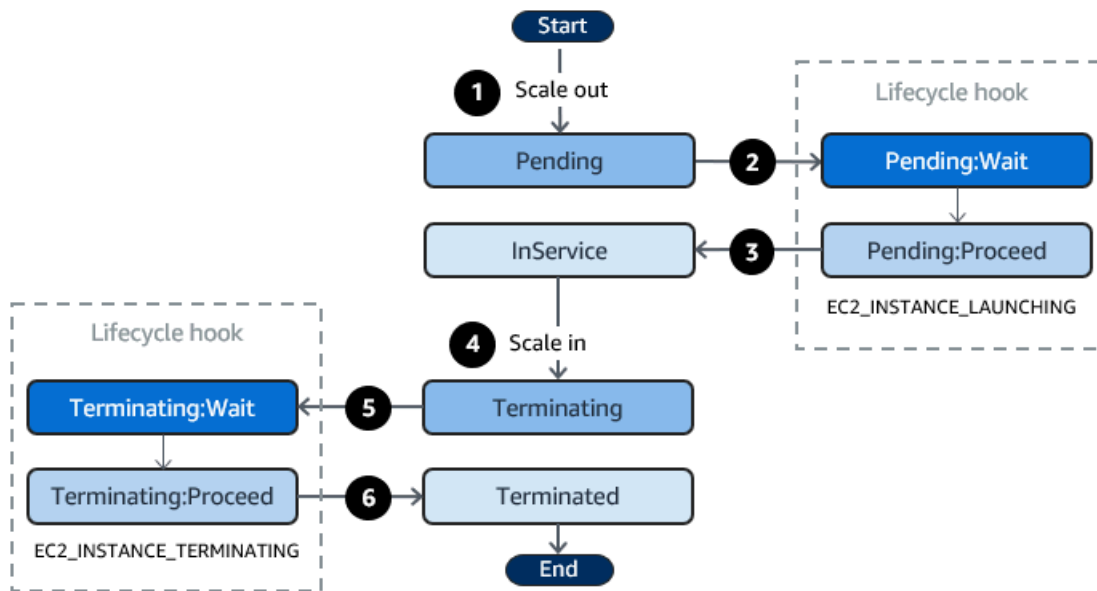 Start
1 Scale out
Lifecycle hook
Pending
2
Pending:Wait
InService
3
Pending:Proceed
EC2_INSTANCE_LAUNCHING
Lifecycle hook
4 Scale in
Terminating:Wait
5
Terminating
Terminating:Proceed
6
Terminated
EC2_INSTANCE_TERMINATING
End